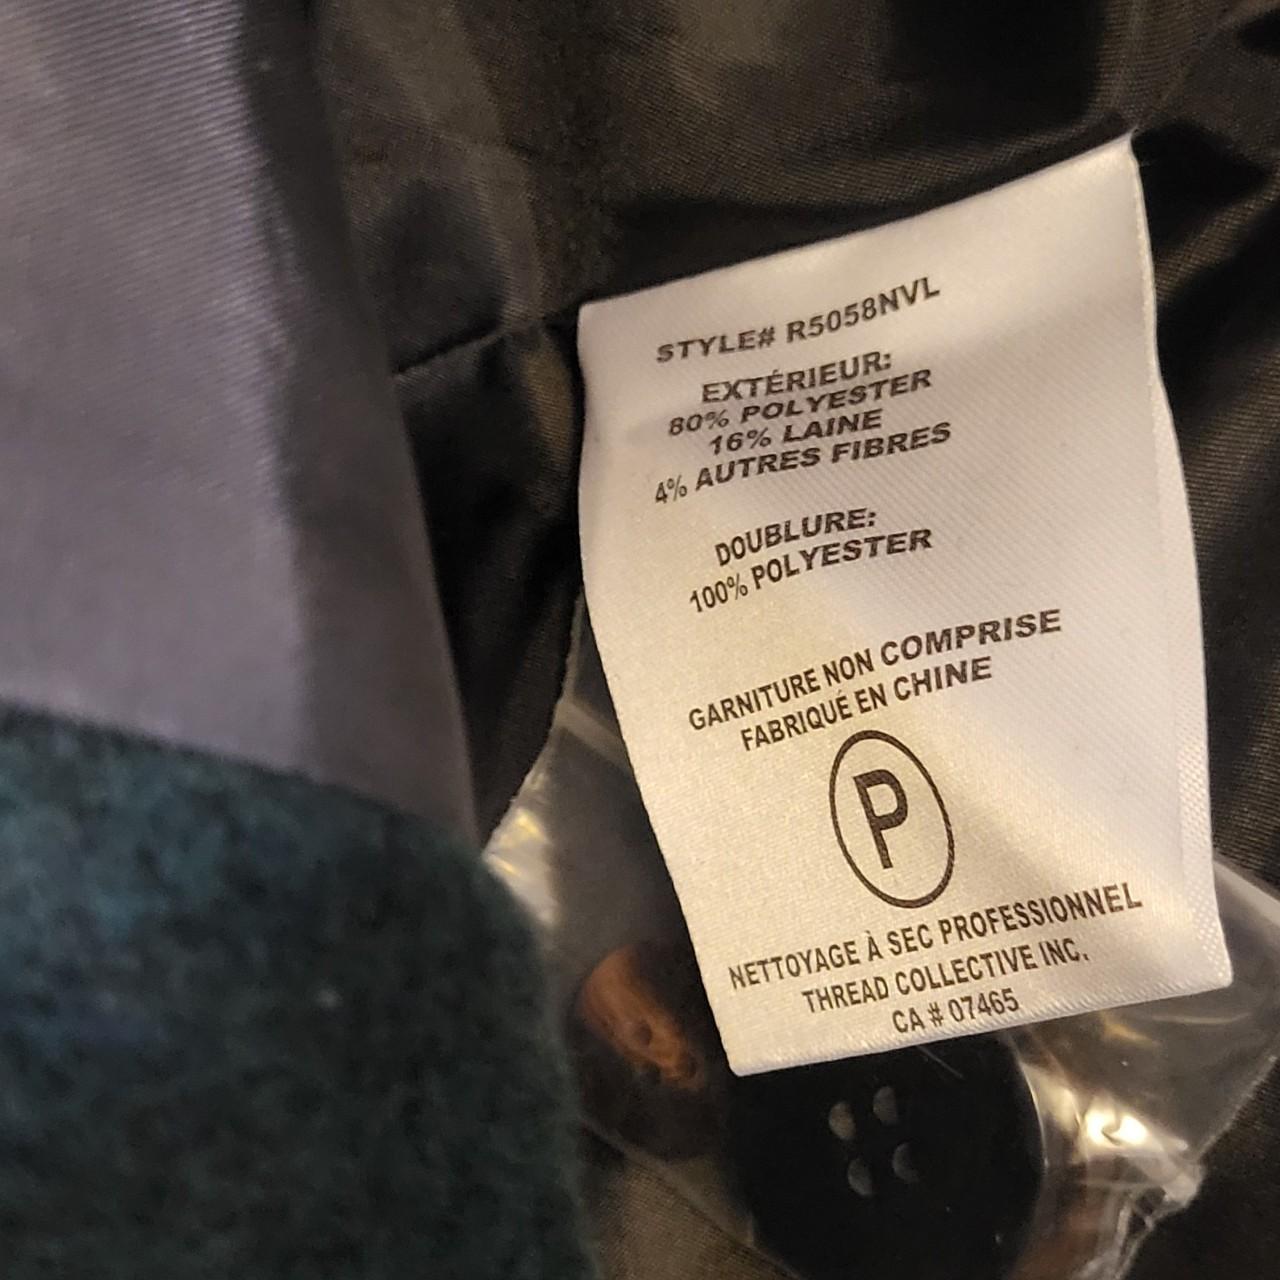 STYLE# R5058NVL
EXTÉRIEUR:
80% POLYESTER
16% LAINE
4% AUTRES FIBRES
DOUBLURE:
100% POLYESTER
GARNITURE NON COMPRISE
FABRIQUÉ EN CHINE
P
NETTOYAGE À SEC PROFESSIONNEL
THREAD COLLECTIVE INC.
CA # 07465